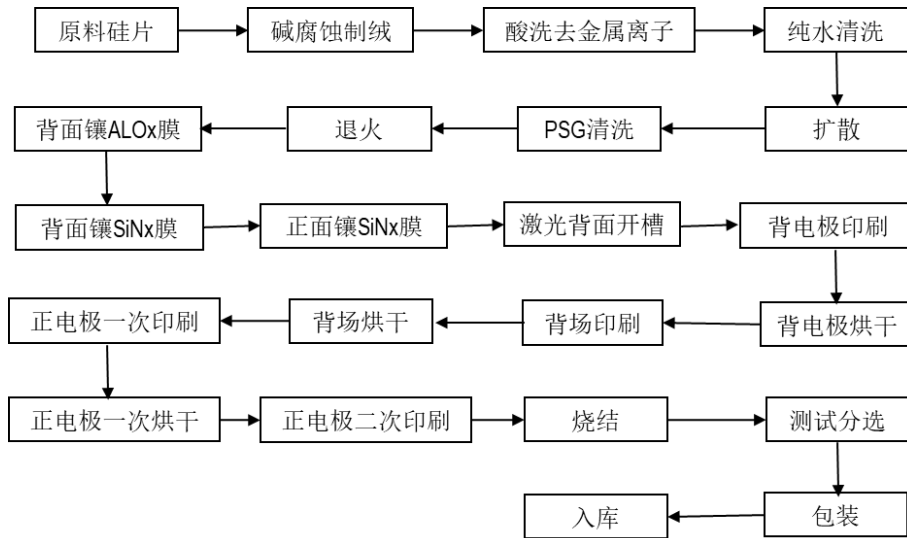 原料硅片
碱腐蚀制绒
酸洗去金属离子
纯水清洗
扩散
PSG清洗
退火
背面镶ALOx膜
背面镶SiNx膜
正面镶SiNx膜
激光背面开槽
背电极印刷
背电极烘干
背场印刷
背场烘干
正电极一次印刷
正电极一次烘干
正电极二次印刷
烧结
测试分选
包装
入库